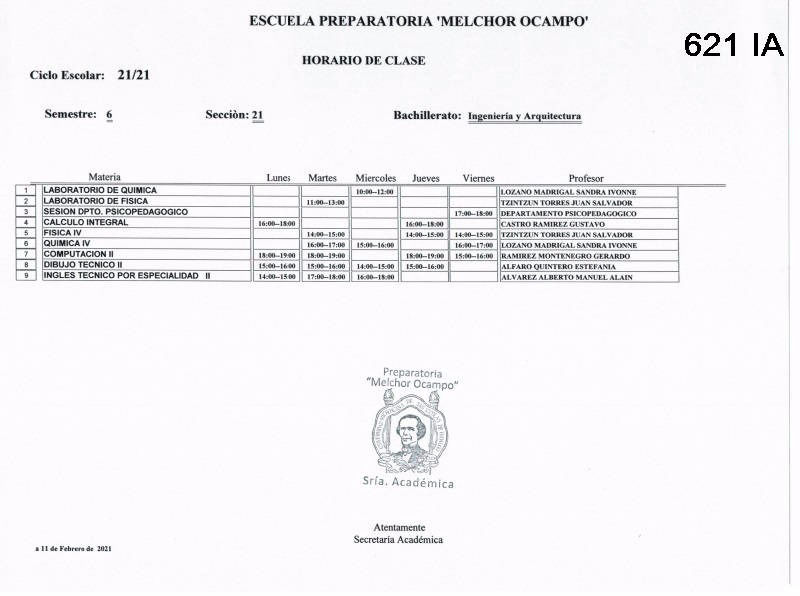 ESCUELA PREPARATORIA 'MELCHOR OCAMPO'
621 IA
HORARIO DE CLASE
Ciclo Escolar: 21/21
Semestre: 6 Secciòn: 21 Bachillerato: Ingenieria y Arquitectura
Materia Lunes Martes Miercoles Jueves Viernes Profesor
1 LABORATORIO DE QUIMICA 10:00--12:00 LOZANO MADRIGAL SANDRA IVONNE
2 LABORATORIO DE FISICA 11:00--13:00 TZINTZUN TORRES JUAN SALVADOR
3 SESION DPTO. PSICOPEDAGOGICO 17:00--18:00 DEPARTAMENTO PSICOPEDAGOGICO
4 CALCULO INTEGRAL 16:00--18:00 16:00--18:00 CASTRO RAMIREZ GUSTAVO
5 FISICA IV 14:00--15:00 14:00--15:00 14:00--15:00 TZINTZUN TORRES JUAN SALVADOR
6 QUIMICA IV 16:00--17:00 15:00--16:00 16:00--17:00 LOZANO MADRIGAL SANDRA IVONNE
7 COMPUTACION II 18:00--19:00 18:00--19:00 18:00--19:00 15:00--16:00 RAMIREZ MONTENEGRO GERARDO
8 DIBUJO TECNICO II 15:00--16:00 15:00--16:00 14:00--15:00 15:00--16:00 ALFARO QUINTERO ESTEFANIA
9 INGLES TECNICO POR ESPECIALIDAD II 14:00--15:00 17:00--18:00 16:00--18:00 ALVAREZ ALBERTO MANUEL ALAIN
Preparatoria
"Melchor Ocampo"
Sría. Académica
Atentamente
Secretaría Académica
a 11 de Febrero de 2021